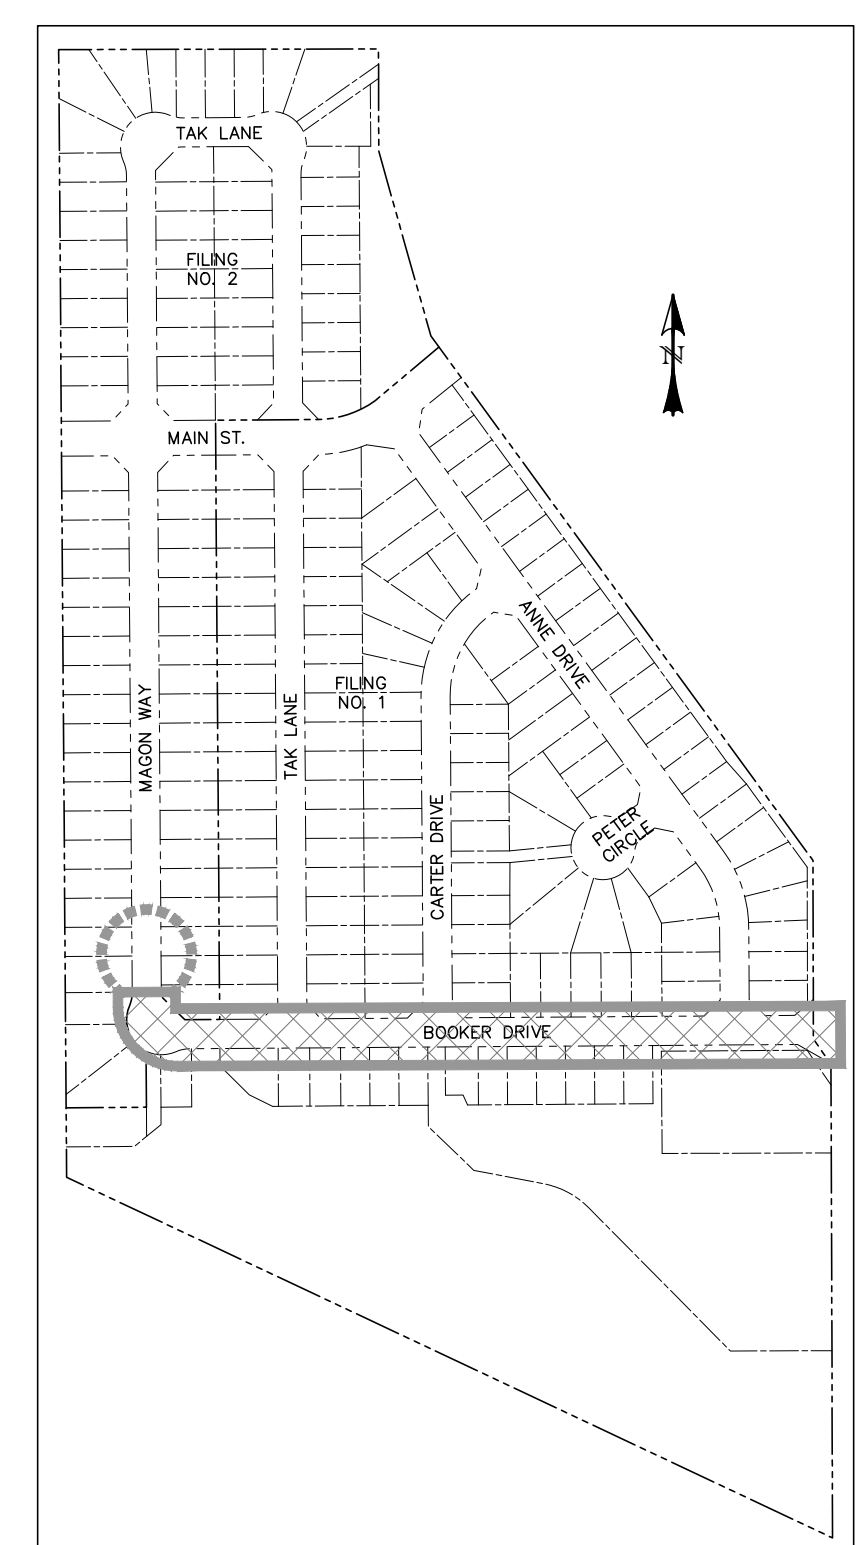 TAK LANE
FILING
NO. 2
N
MAIN ST.
ANNE DRIVE
FILING
NO. 1
MAGON WAY
TAK LANE
CARTER DRIVE
PETER
CIRCLE
BOOKER DRIVE